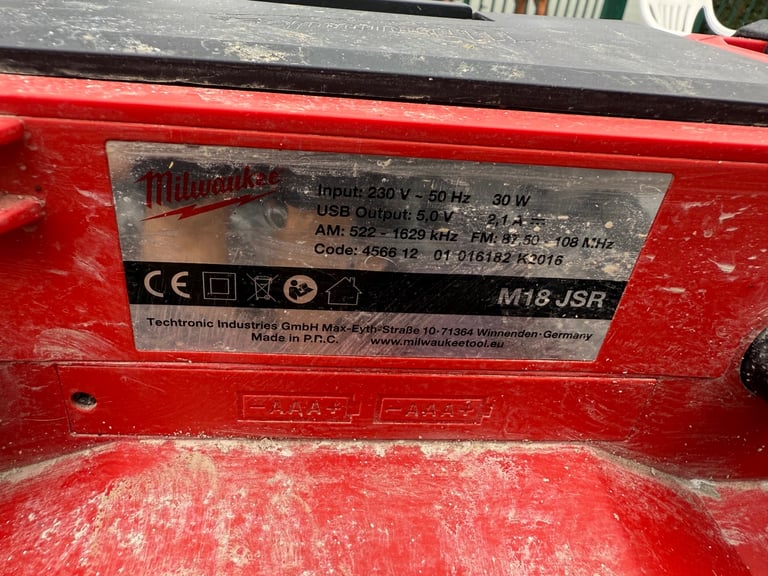 Milwaukee
Input: 230 V ~ 50 Hz 30 W
USB Output: 5,0 V 2,1 A
AM: 522 - 1629 kHz FM: 87,50 - 108 MHz
Code: 4566 12 01 016182 K2016
CE
M18 JSR
Techtronic Industries GmbH Max-Eyth-Straße 10 · 71364 Winnenden · Germany
Made in P.R.C. www.milwaukeetool.eu
-AAA+ -AAA+